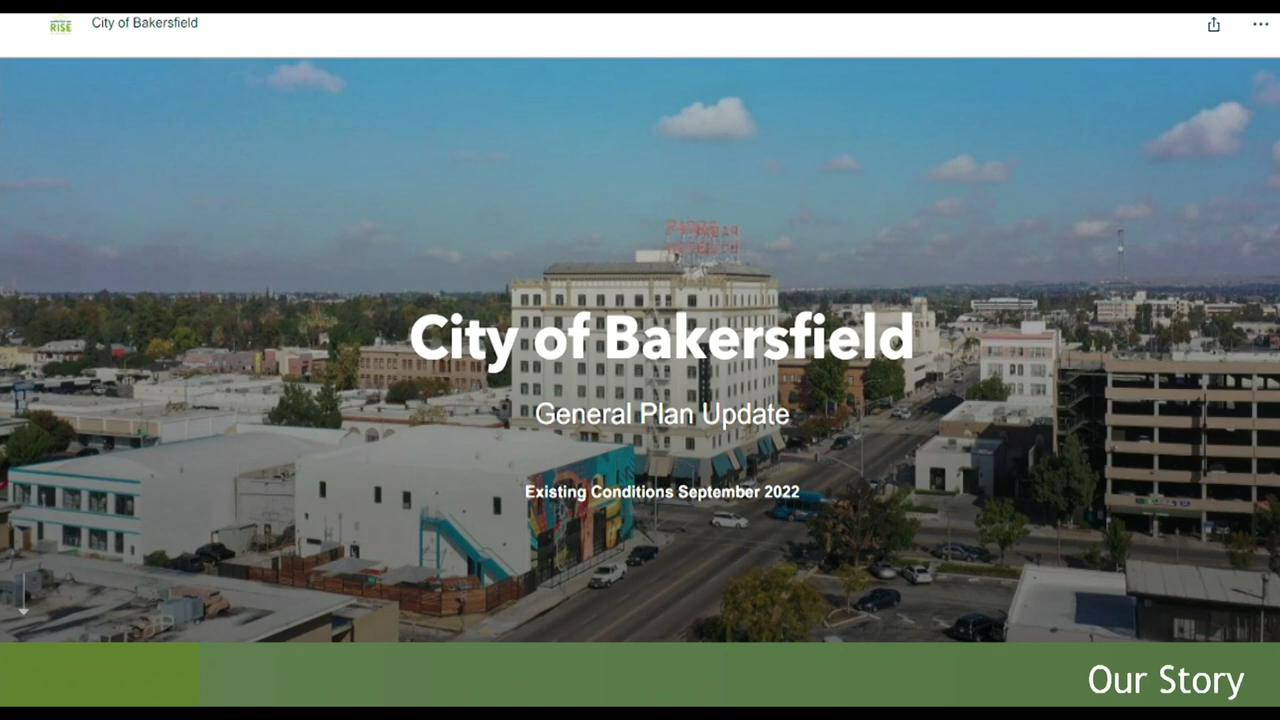 RISE
City of Bakersfield
City of Bakersfield
General Plan Update
Existing Conditions September 2022
Our Story